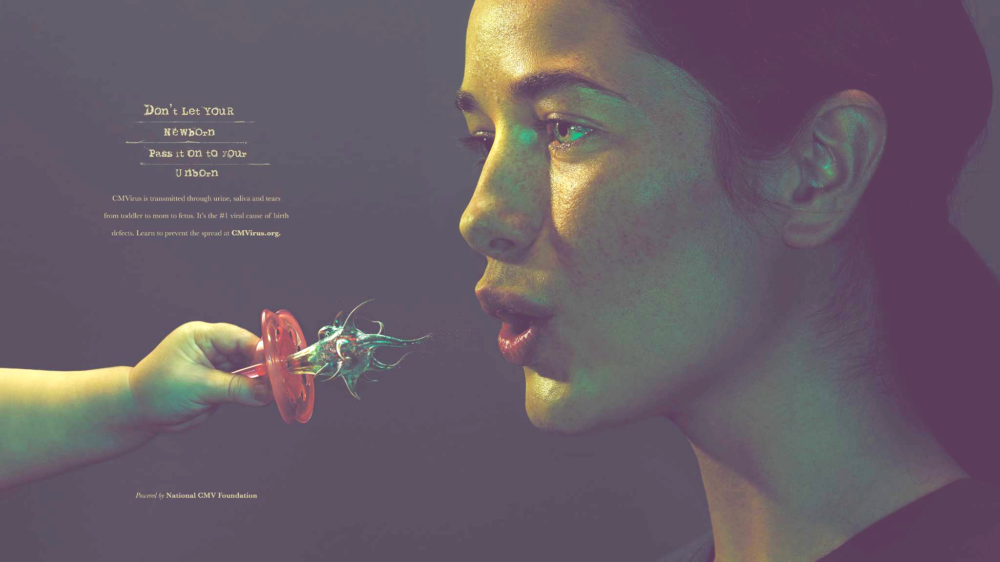 Don't Let YOUR
Newborn
Pass it on to your
Unborn
CMVirus is transmitted through urine, saliva and tears
from toddler to mom to fetus. It's the #1 viral cause of birth
defects. Learn to prevent the spread at CMVirus.org.
Powered by National CMV Foundation